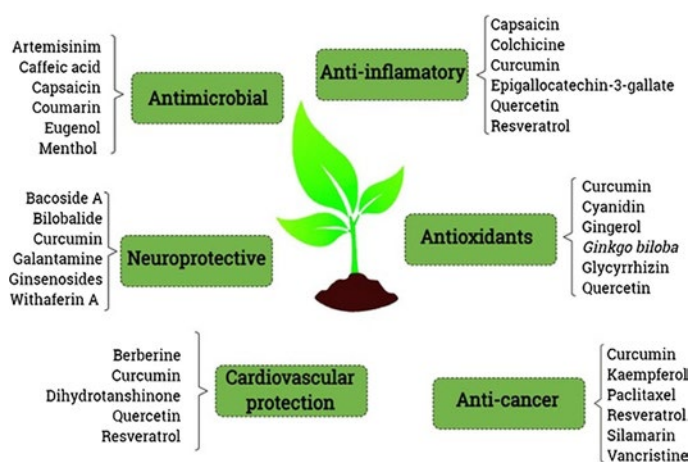 Artemisinim
Caffeic acid
Capsaicin
Coumarin
Eugenol
Menthol
Antimicrobial
Anti-inflamatory
Capsaicin
Colchicine
Curcumin
Epigallocatechin-3-gallate
Quercetin
Resveratrol
Bacoside A
Bilobalide
Curcumin
Galantamine
Ginsenosides
Withaferin A
Neuroprotective
Antioxidants
Curcumin
Cyanidin
Gingerol
Ginkgo biloba
Glycyrrhizin
Quercetin
Berberine
Curcumin
Dihydrotanshinone
Quercetin
Resveratrol
Cardiovascular
protection
Anti-cancer
Curcumin
Kaempferol
Paclitaxel
Resveratrol
Silamarin
Vancristine